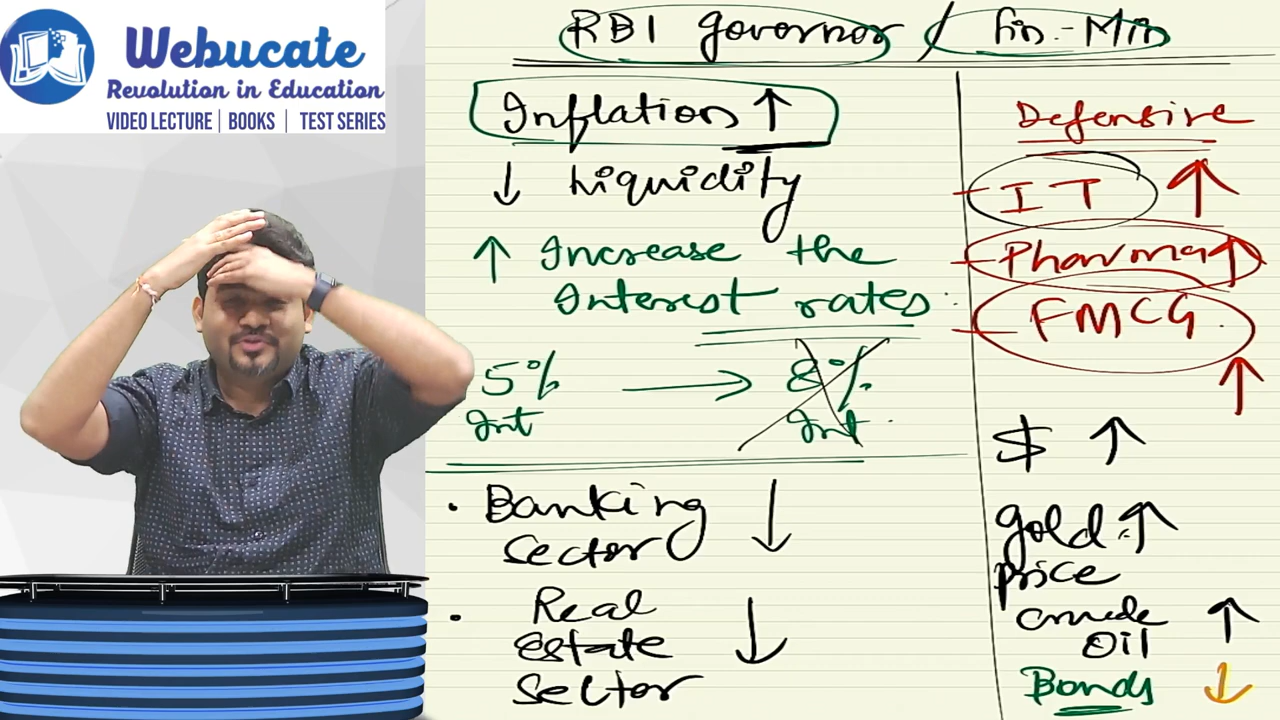 Webucate
Revolution in Education
VIDEO LECTURE | BOOKS | TEST SERIES
RBI governor / fin.-Min
Inflation ↑
↓ Liquidity
↑ Increase the
Interest rates
5% → 8%
Int Int
• Banking ↓
Sector
• Real ↓
Estate
Sector
Defensive
- IT ↑
- Pharma ↑
- FMCG ↑
$ ↑
Gold ↑
Price
crude ↑
Oil
Bonds ↓